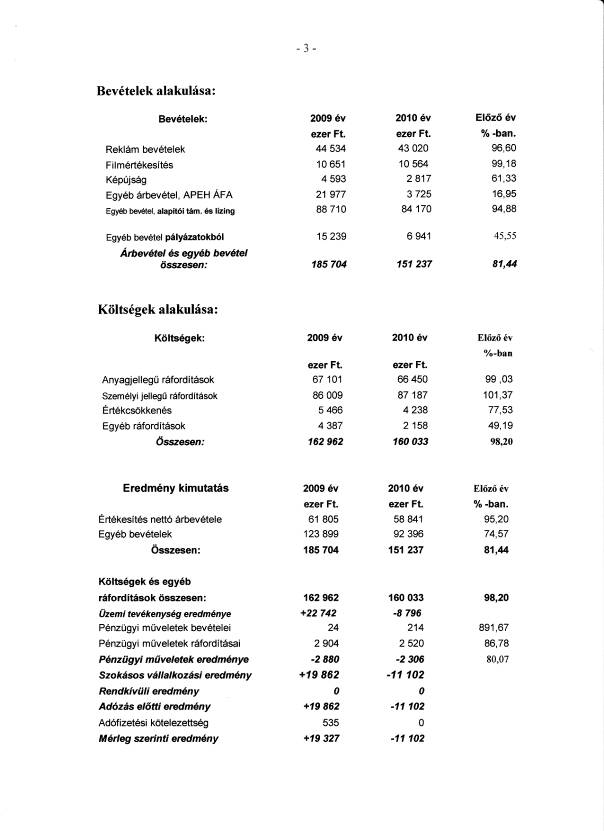 - 3 -
Bevételek alakulása:
Bevételek: 2009 év 2010 év Előző év
ezer Ft. ezer Ft. % -ban.
Reklám bevételek 44 534 43 020 96,60
Filmértékesítés 10 651 10 564 99,18
Képújság 4 593 2 817 61,33
Egyéb árbevétel, APEH ÁFA 21 977 3 725 16,95
Egyéb bevétel, alapítói tám. és lízing 88 710 84 170 94,88
Egyéb bevétel pályázatokból 15 239 6 941 45,55
Árbevétel és egyéb bevétel
összesen: 185 704 151 237 81,44
Költségek alakulása:
Költségek: 2009 év 2010 év Előző év
%-ban
ezer Ft. ezer Ft.
Anyagjellegű ráfordítások 67 101 66 450 99 ,03
Személyi jellegű ráfordítások 86 009 87 187 101,37
Értékcsökkenés 5 466 4 238 77,53
Egyéb ráfordítások 4 387 2 158 49,19
Összesen: 162 962 160 033 98,20
Eredmény kimutatás 2009 év 2010 év Előző év
ezer Ft. ezer Ft. % -ban.
Értékesítés nettó árbevétele 61 805 58 841 95,20
Egyéb bevételek 123 899 92 396 74,57
Összesen: 185 704 151 237 81,44
Költségek és egyéb
ráfordítások összesen: 162 962 160 033 98,20
Üzemi tevékenység eredménye +22 742 -8 796
Pénzügyi műveletek bevételei 24 214 891,67
Pénzügyi műveletek ráfordításai 2 904 2 520 86,78
Pénzügyi műveletek eredménye -2 880 -2 306 80,07
Szokásos vállalkozási eredmény +19 862 -11 102
Rendkívüli eredmény 0 0
Adózás előtti eredmény +19 862 -11 102
Adófizetési kötelezettség 535 0
Mérleg szerinti eredmény +19 327 -11 102